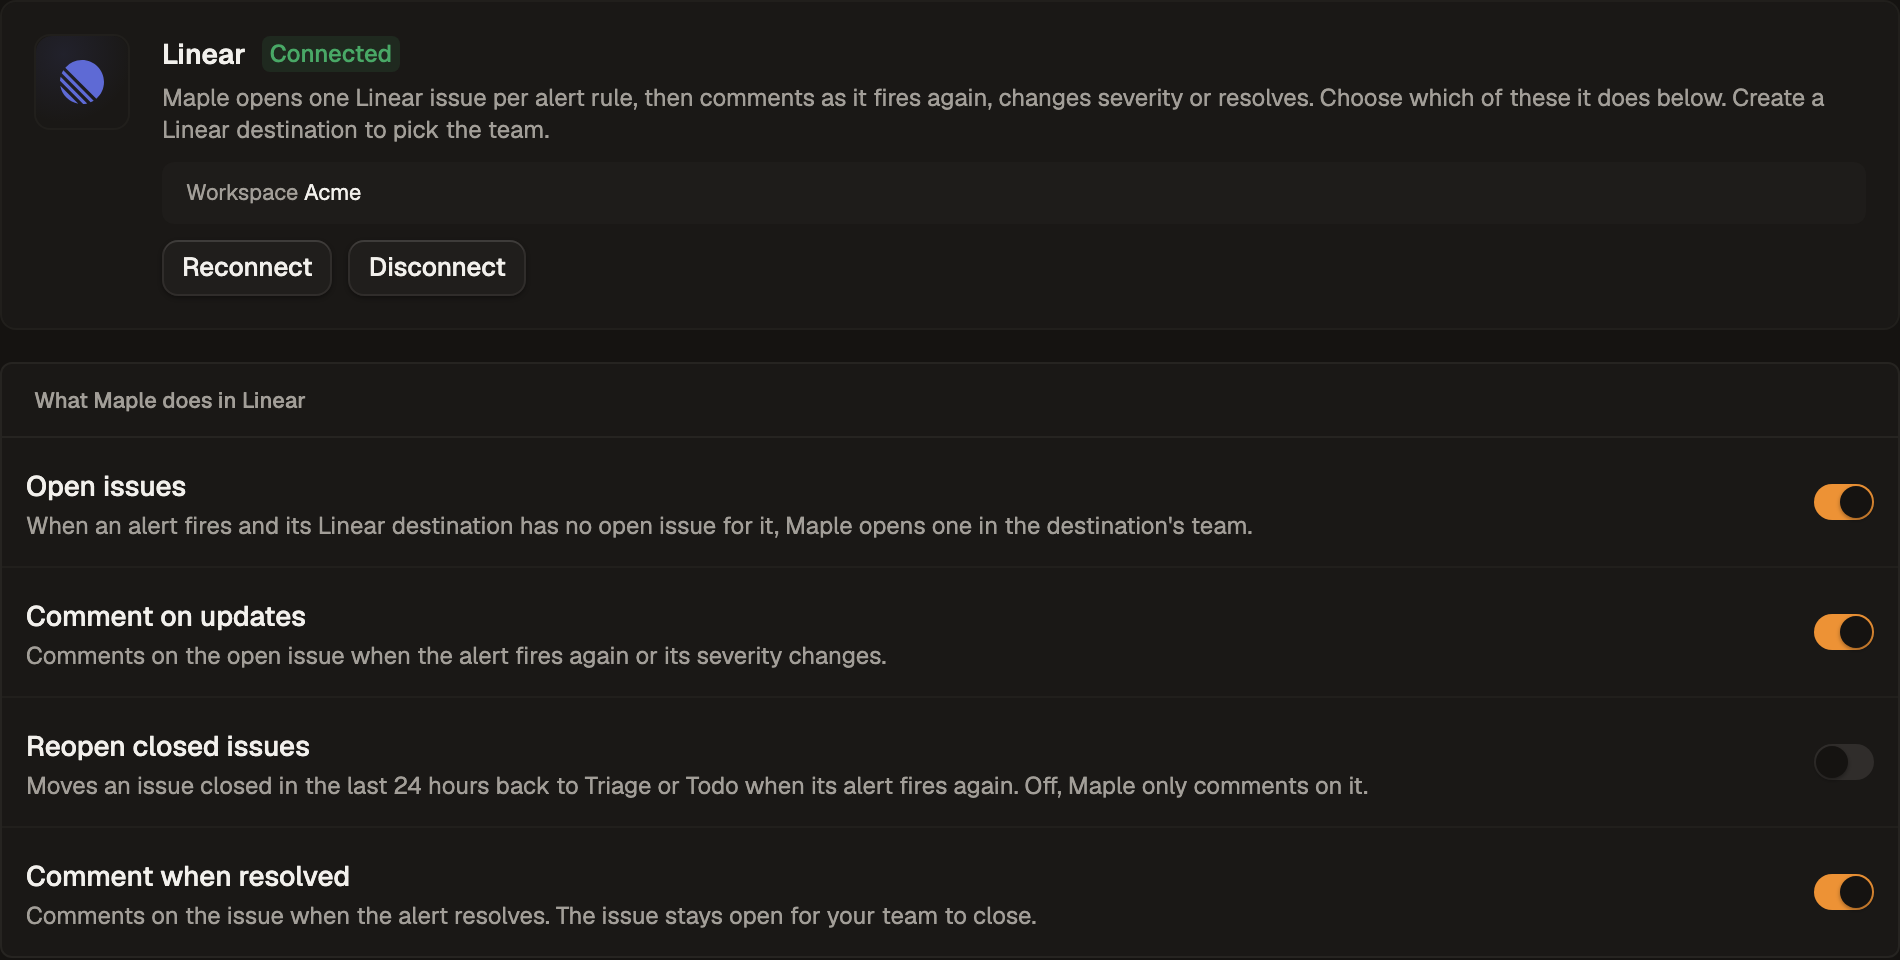 Linear Connected
Maple opens one Linear issue per alert rule, then comments as it fires again, changes severity or resolves. Choose which of these it does below. Create a
Linear destination to pick the team.
Workspace Acme
Reconnect Disconnect
What Maple does in Linear
Open issues
When an alert fires and its Linear destination has no open issue for it, Maple opens one in the destination's team.
Comment on updates
Comments on the open issue when the alert fires again or its severity changes.
Reopen closed issues
Moves an issue closed in the last 24 hours back to Triage or Todo when its alert fires again. Off, Maple only comments on it.
Comment when resolved
Comments on the issue when the alert resolves. The issue stays open for your team to close.